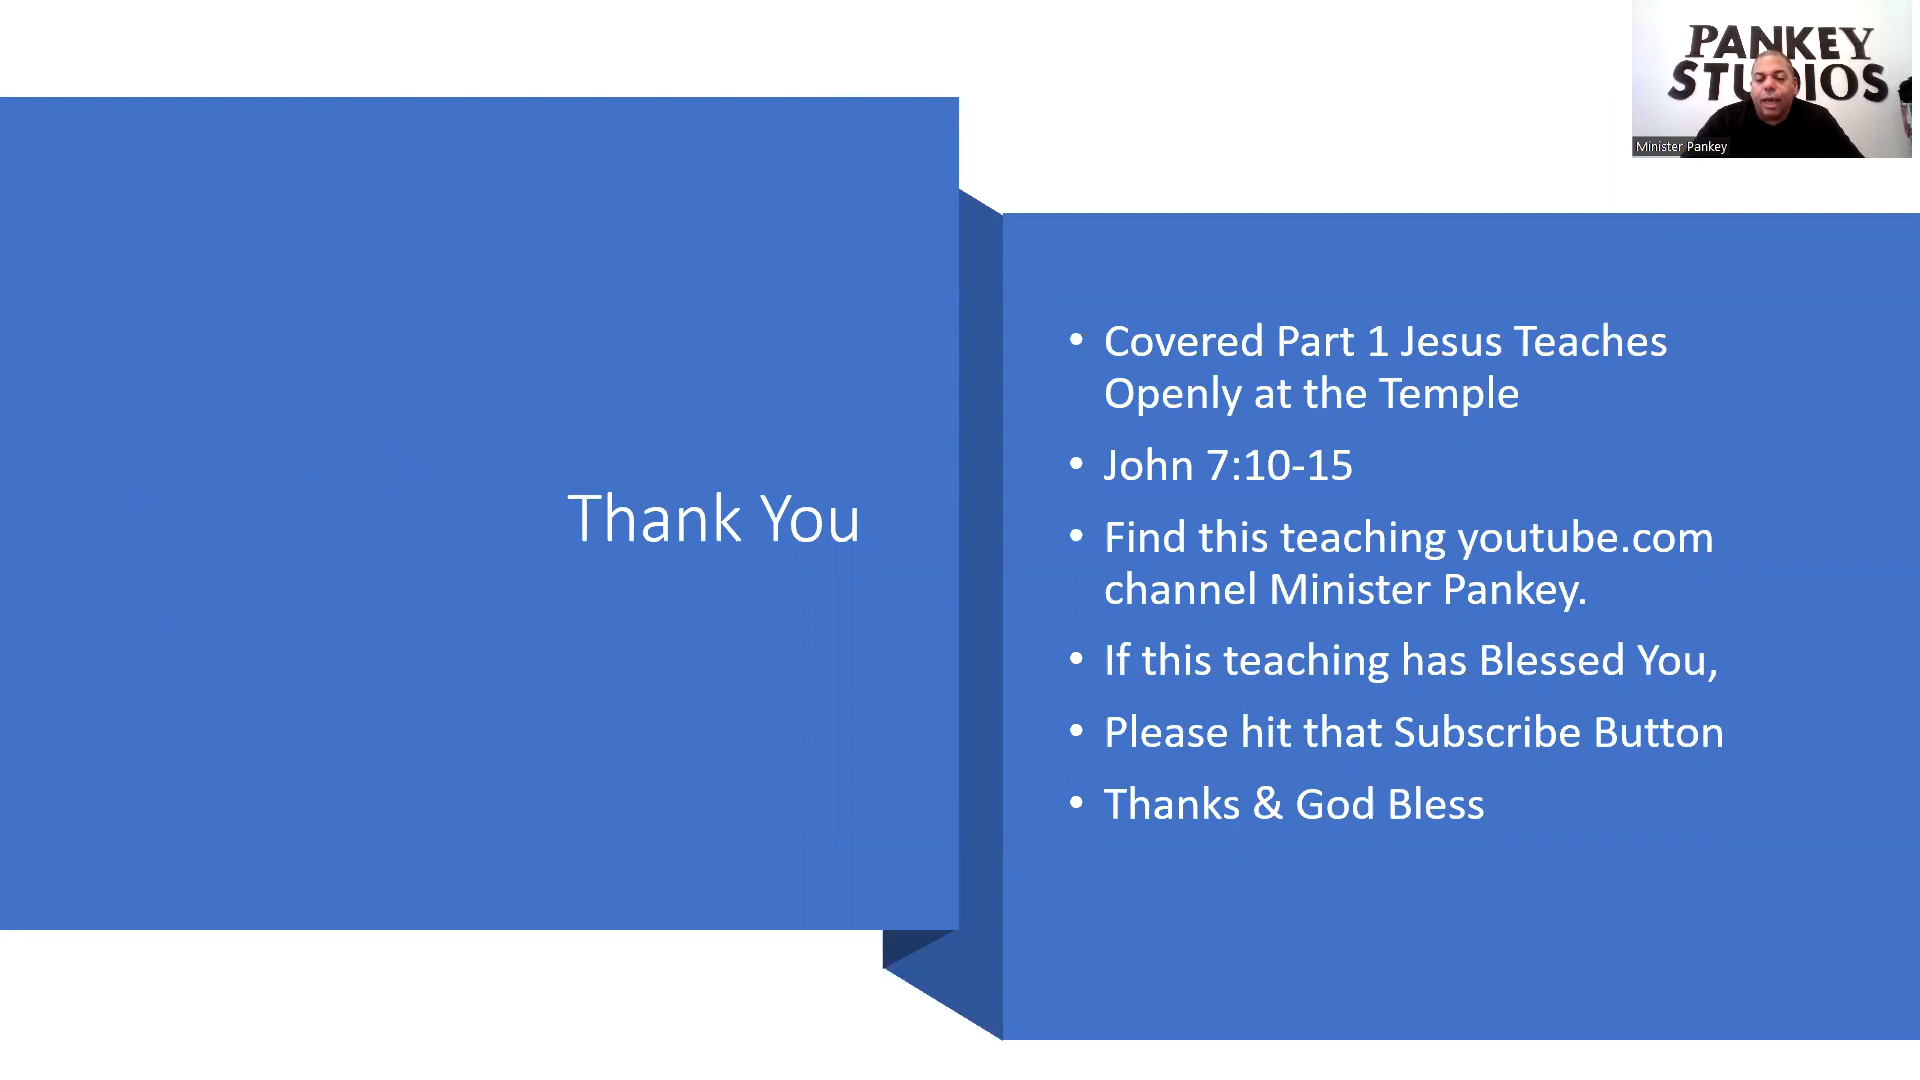 PANKEY
STUDIOS
Minister Pankey
Thank You
• Covered Part 1 Jesus Teaches
Openly at the Temple
• John 7:10-15
• Find this teaching youtube.com
channel Minister Pankey.
• If this teaching has Blessed You,
• Please hit that Subscribe Button
• Thanks & God Bless